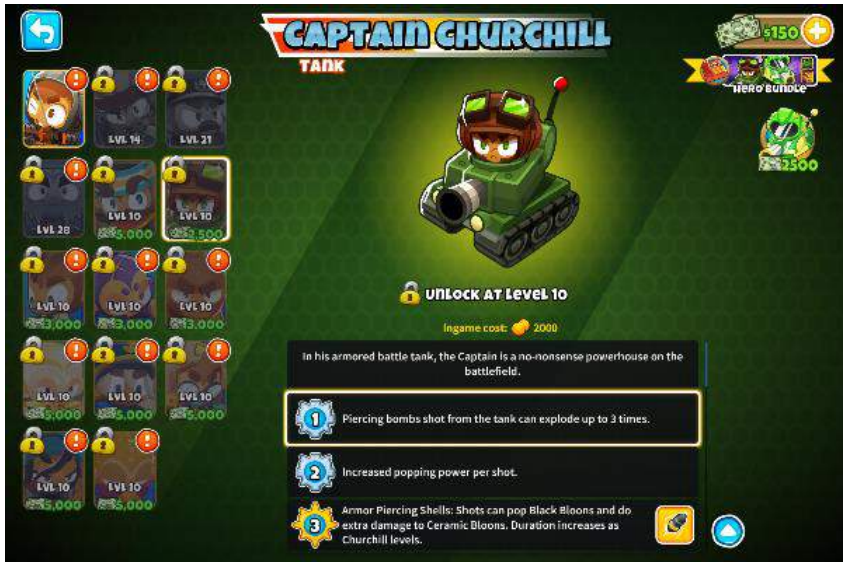 CAPTAIN CHURCHILL
TANK
$150
HERO BUNDLE
2500
LVL 14
LVL 21
LVL 28
LVL 10
5,000
LVL 10
2,500
LVL 10
3,000
LVL 10
3,000
LVL 10
3,000
LVL 10
5,000
LVL 10
5,000
LVL 10
5,000
LVL 10
5,000
LVL 10
5,000
UNLOCK AT LEVEL 10
Ingame cost: 2000
In his armored battle tank, the Captain is a no-nonsense powerhouse on the
battlefield.
1 Piercing bombs shot from the tank can explode up to 3 times.
2 Increased popping power per shot.
3 Armor Piercing Shells: Shots can pop Black Bloons and do
extra damage to Ceramic Bloons. Duration increases as
Churchill levels.